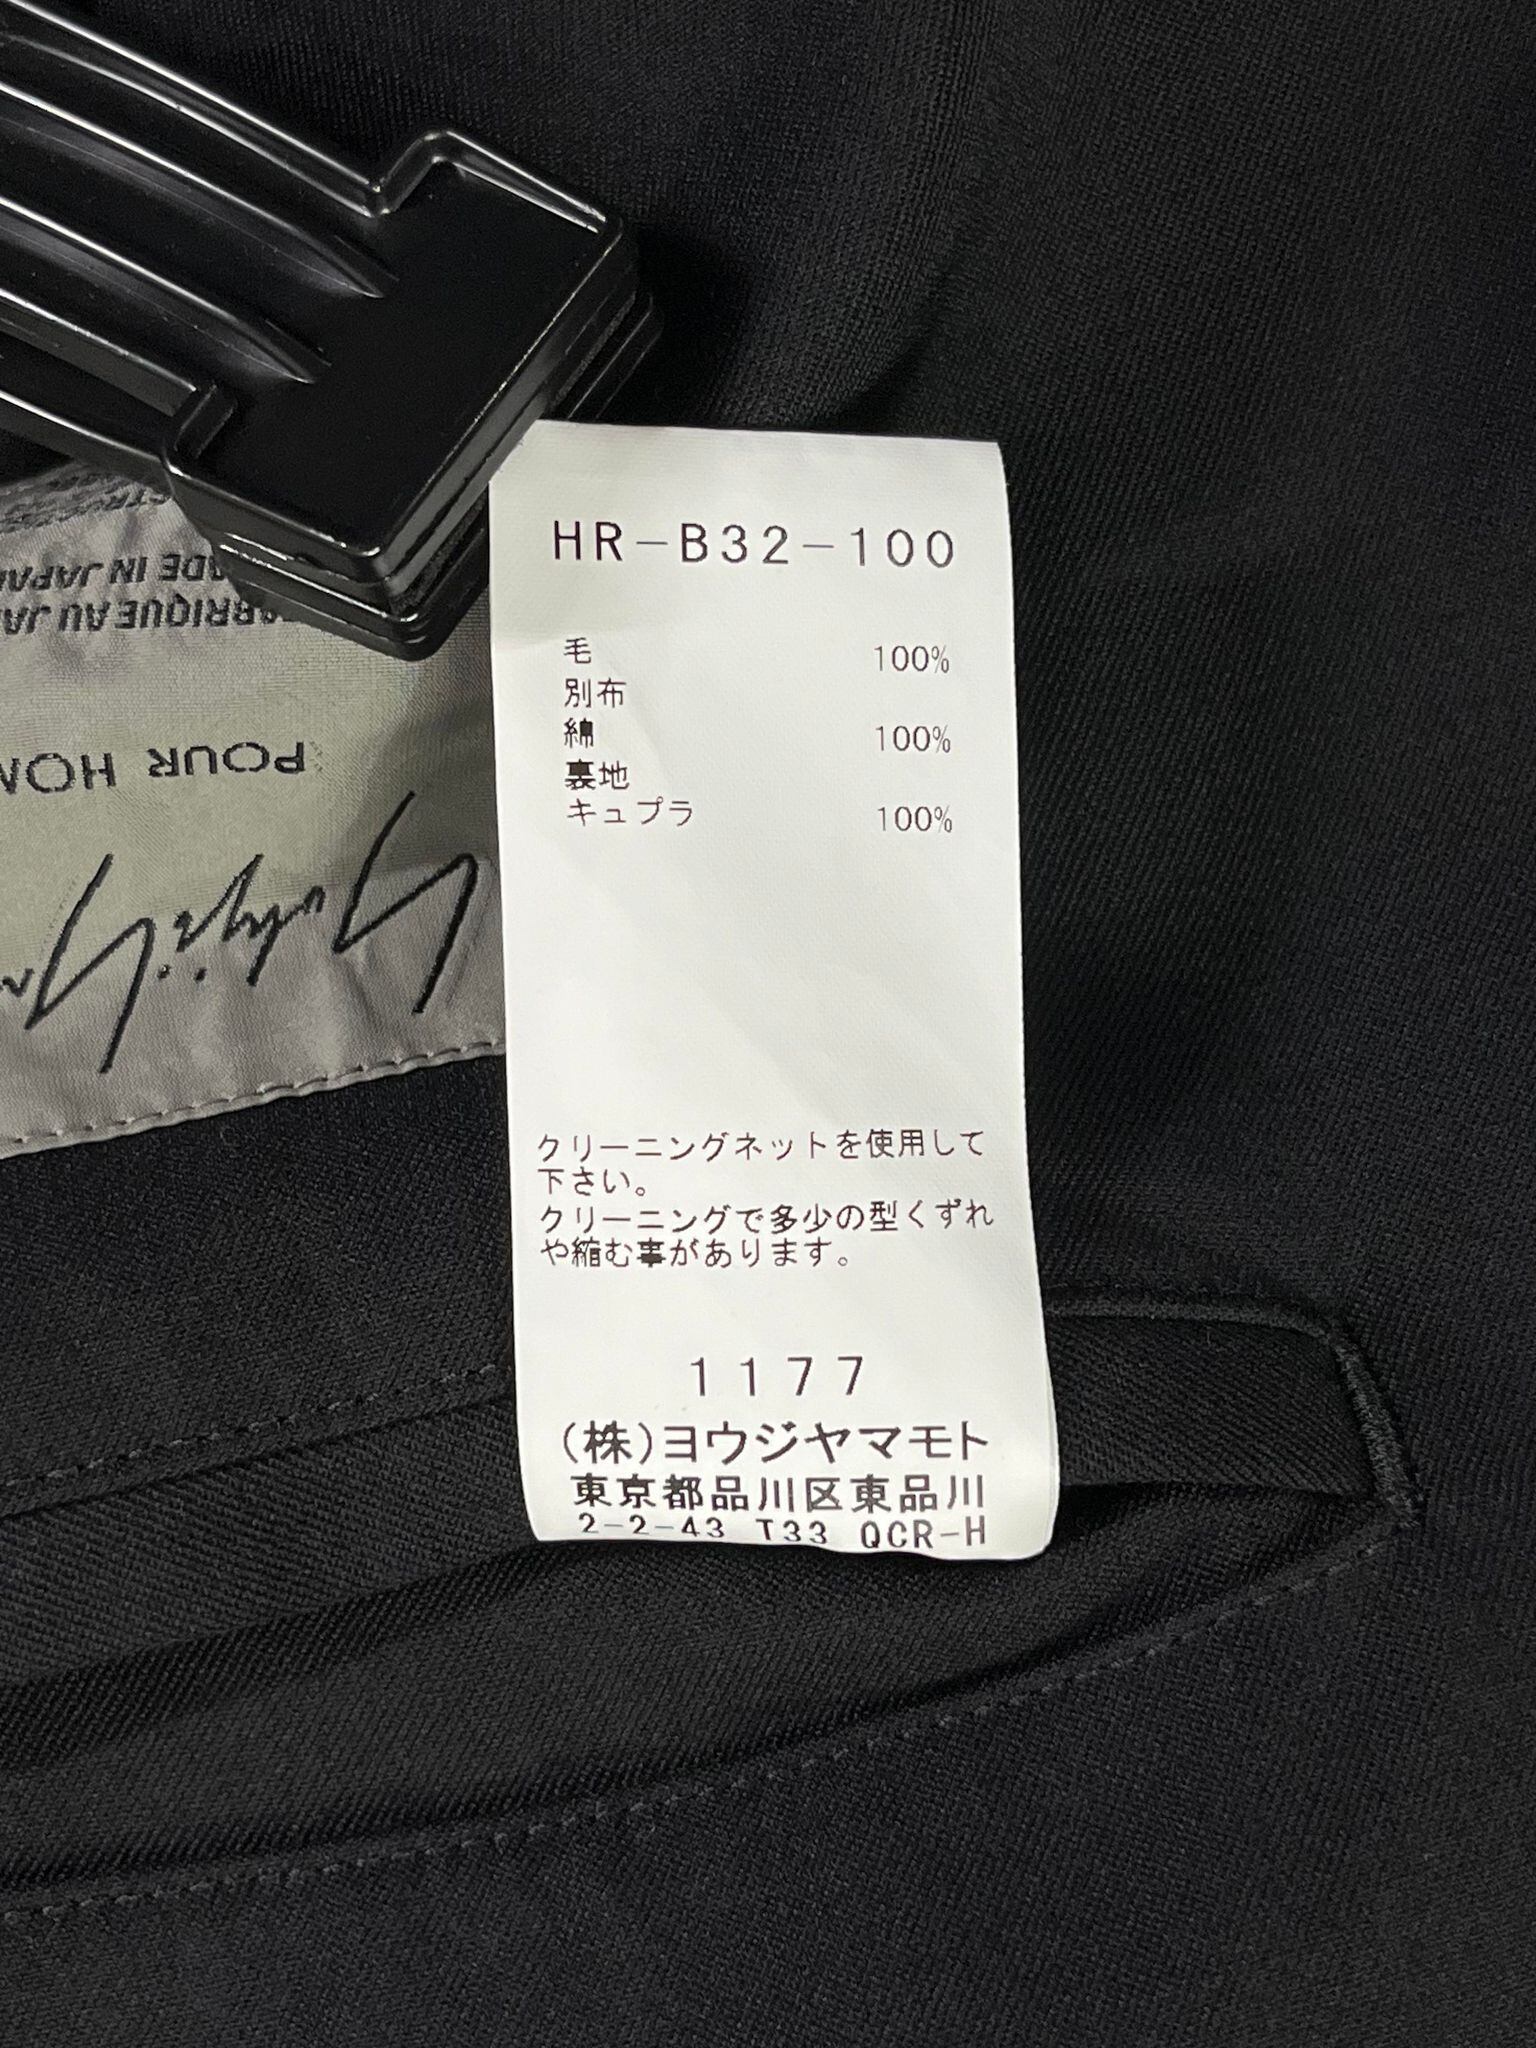 HR-B32-100
毛 100%
別布
綿 100%
裏地
キュプラ 100%
クリーニングネットを使用して
下さい。
クリーニングで多少の型くずれ
や縮む事があります。
1177
(株)ヨウジヤマモト
東京都品川区東品川
2-2-43 T33 QCR-H
Yohji
POUR
IN JAPAN
AU